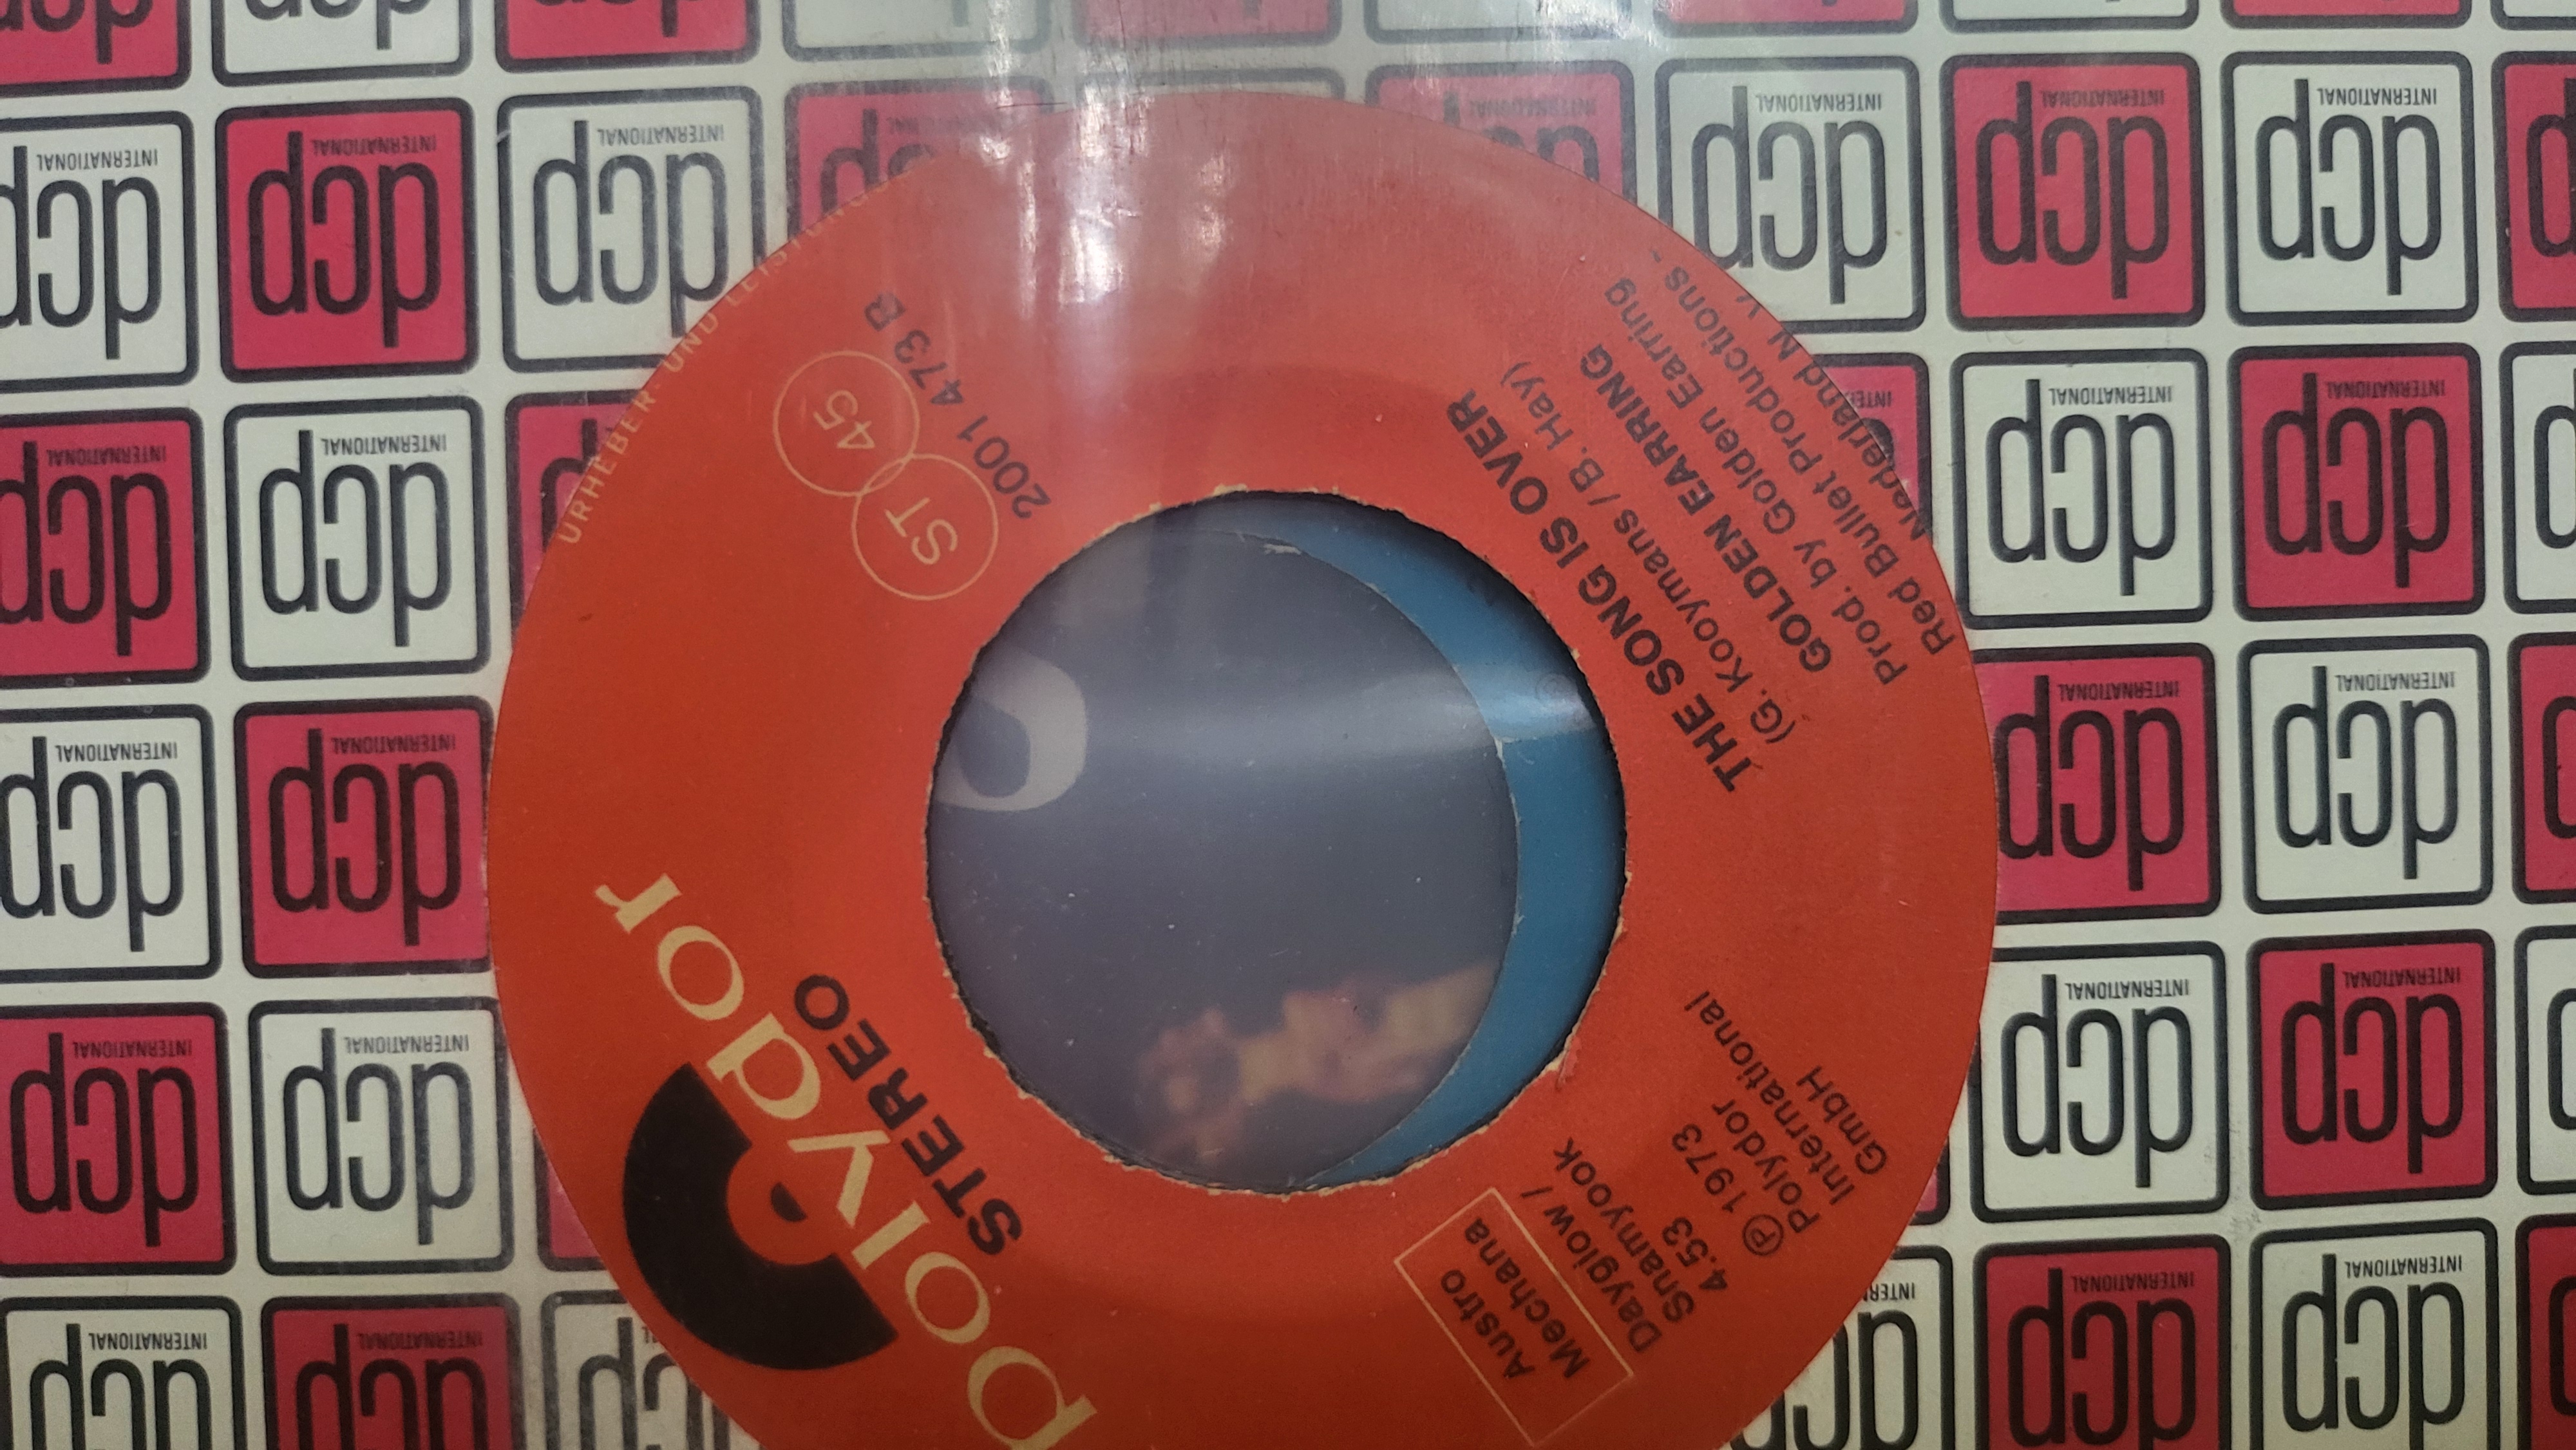 polydor
STEREO
URHEBER- UND LEISTUNG
ST 45
2001 473 B
Austro
Mechana
Dayglow /
Snamyook
4.53
Ⓟ 1973
Polydor
International
GmbH
THE SONG IS OVER
(G. Kooymans / B. Hay)
GOLDEN EARRING
Prod. by Golden Earring
Red Bullet Productions -
Nederland N.V.
dcp
INTERNATIONAL